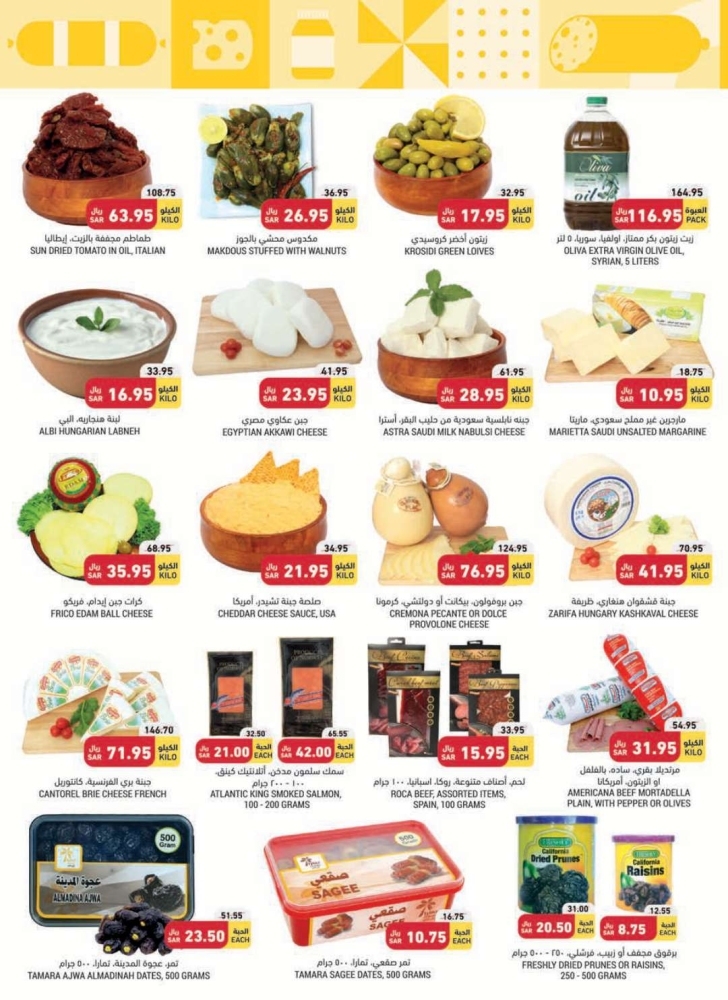 108.75
ريال
SAR
63.95
الكيلو
KILO
طماطم مجففة بالزيت، إيطاليا
SUN DRIED TOMATO IN OIL, ITALIAN
36.95
ريال
SAR
26.95
الكيلو
KILO
مكدوس محشي بالجوز
MAKDOUS STUFFED WITH WALNUTS
32.95
ريال
SAR
17.95
الكيلو
KILO
زيتون أخضر كروسيدي
KROSIDI GREEN LOIVES
Oliva
oil
164.95
ريال
SAR
116.95
العبوة
PACK
زيت زيتون بكر ممتاز، اولفيا، سوريا، ٥ لتر
OLIVA EXTRA VIRGIN OLIVE OIL,
SYRIAN, 5 LITERS
33.95
ريال
SAR
16.95
الكيلو
KILO
لبنة هنجاريه، البي
ALBI HUNGARIAN LABNEH
41.95
ريال
SAR
23.95
الكيلو
KILO
جبن عكاوي مصري
EGYPTIAN AKKAWI CHEESE
61.95
ريال
SAR
28.95
الكيلو
KILO
جبنه نابلسية سعودية من حليب البقر، أسترا
ASTRA SAUDI MILK NABULSI CHEESE
18.75
ريال
SAR
10.95
الكيلو
KILO
مارجرين غير مملح سعودي، ماريتا
MARIETTA SAUDI UNSALTED MARGARINE
EDAM
68.95
ريال
SAR
35.95
الكيلو
KILO
كرات جبن إيدام، فريكو
FRICO EDAM BALL CHEESE
34.95
ريال
SAR
21.95
الكيلو
KILO
صلصة جبنة تشيدر، أمريكا
CHEDDAR CHEESE SAUCE, USA
124.95
ريال
SAR
76.95
الكيلو
KILO
جبن بروفولون، بيكانت أو دولتشي، كرمونا
CREMONA PECANTE OR DOLCE
PROVOLONE CHEESE
70.95
ريال
SAR
41.95
الكيلو
KILO
جبنة قشقوان هنغاري، ظريفة
ZARIFA HUNGARY KASHKAVAL CHEESE
146.70
ريال
SAR
71.95
الكيلو
KILO
جبنة بري الفرنسية، كانتوريل
CANTOREL BRIE CHEESE FRENCH
32.50
ريال
SAR
21.00
الحبة
EACH
65.55
ريال
SAR
42.00
الحبة
EACH
سمك سلمون مدخن، أتلانتيك كينق،
١٠٠ - ٢٠٠ جرام
ATLANTIC KING SMOKED SALMON,
100 - 200 GRAMS
33.95
ريال
SAR
15.95
الحبة
EACH
لحم، أصناف متنوعة، روكا، اسبانيا، ١٠٠ جرام
ROCA BEEF, ASSORTED ITEMS,
SPAIN, 100 GRAMS
54.95
ريال
SAR
31.95
الكيلو
KILO
مرتديلا بقري، ساده، بالفلفل
او الزيتون، أمريكانا
AMERICANA BEEF MORTADELLA
PLAIN, WITH PEPPER OR OLIVES
500
Gram
عجوة المدينة
ALMADINA AJWA
51.55
ريال
SAR
23.50
الحبة
EACH
تمر، عجوة المدينة، تمارا، ٥٠٠ جرام
TAMARA AJWA ALMADINAH DATES, 500 GRAMS
500
صقعي
SAGEE
صقعي
SAGEE
16.75
ريال
SAR
10.75
الحبة
EACH
تمر صقعي، تمارا، ٥٠٠ جرام
TAMARA SAGEE DATES, 500 GRAMS
California
Dried Prunes
California
Raisins
31.00
ريال
SAR
20.50
الحبة
EACH
12.55
ريال
SAR
8.75
الحبة
EACH
برقوق مجفف أو زبيب، فرشلي، ٢٥٠ - ٥٠٠ جرام
FRESHLY DRIED PRUNES OR RAISINS,
250 - 500 GRAMS